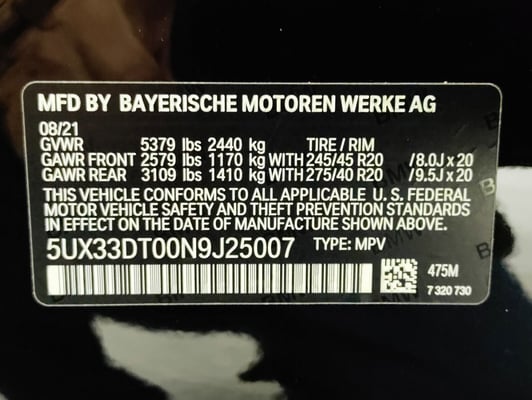 MFD BY BAYERISCHE MOTOREN WERKE AG
08/21
GVWR 5379 lbs 2440 kg TIRE / RIM
GAWR FRONT 2579 lbs 1170 kg WITH 245/45 R20 /8.0J x 20
GAWR REAR 3109 lbs 1410 kg WITH 275/40 R20 /9.5J x 20
THIS VEHICLE CONFORMS TO ALL APPLICABLE U.S. FEDERAL
MOTOR VEHICLE SAFETY AND THEFT PREVENTION STANDARDS
IN EFFECT ON THE DATE OF MANUFACTURE SHOWN ABOVE.
5UX33DT00N9J25007 TYPE: MPV
475M
7 320 730